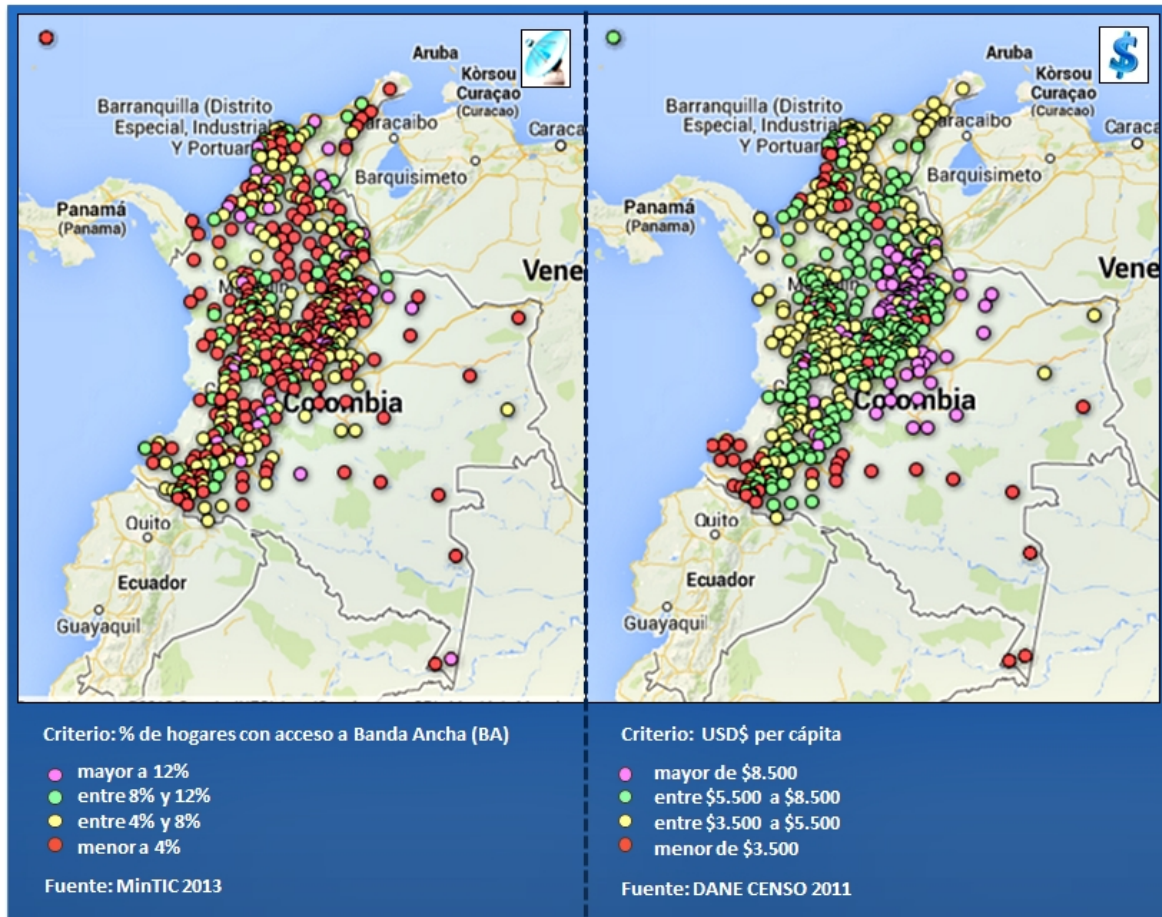 Aruba
Kòrsou
Curaçao
(Curacao)
Barranquilla (Distrito
Especial, Industrial
Y Portuar
aracaibo
Caraca
Barquisimeto
Panamá
(Panama)
Vene
Colombia
Quito
Ecuador
Guayaquil
Criterio: % de hogares con acceso a Banda Ancha (BA)
mayor a 12%
entre 8% y 12%
entre 4% y 8%
menor a 4%
Fuente: MinTIC 2013
$
Aruba
Kòrsou
Curaçao
(Curacao)
Barranquilla (Distrito
Especial, Industrial
Y Portuar
aracaibo
Caraca
Barquisimeto
Panamá
(Panama)
Vene
Colombia
Quito
Ecuador
Guayaquil
Criterio: USD$ per cápita
mayor de $8.500
entre $5.500 a $8.500
entre $3.500 a $5.500
menor de $3.500
Fuente: DANE CENSO 2011